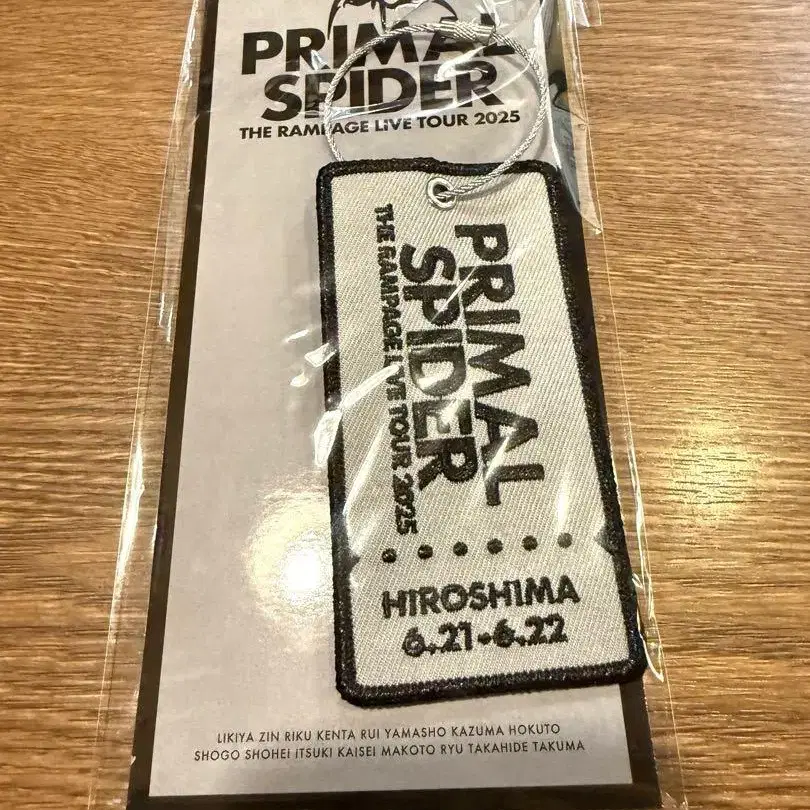 PRIMAL
SPIDER
THE RAMPAGE LIVE TOUR 2025
PRIMAL
SPIDER
THE RAMPAGE LIVE TOUR 2025
HIROSHIMA
6.21-6.22
LIKIYA ZIN RIKU KENTA RUI YAMASHO KAZUMA HOKUTO
SHOGO SHOHEI ITSUKI KAISEI MAKOTO RYU TAKAHIDE TAKUMA